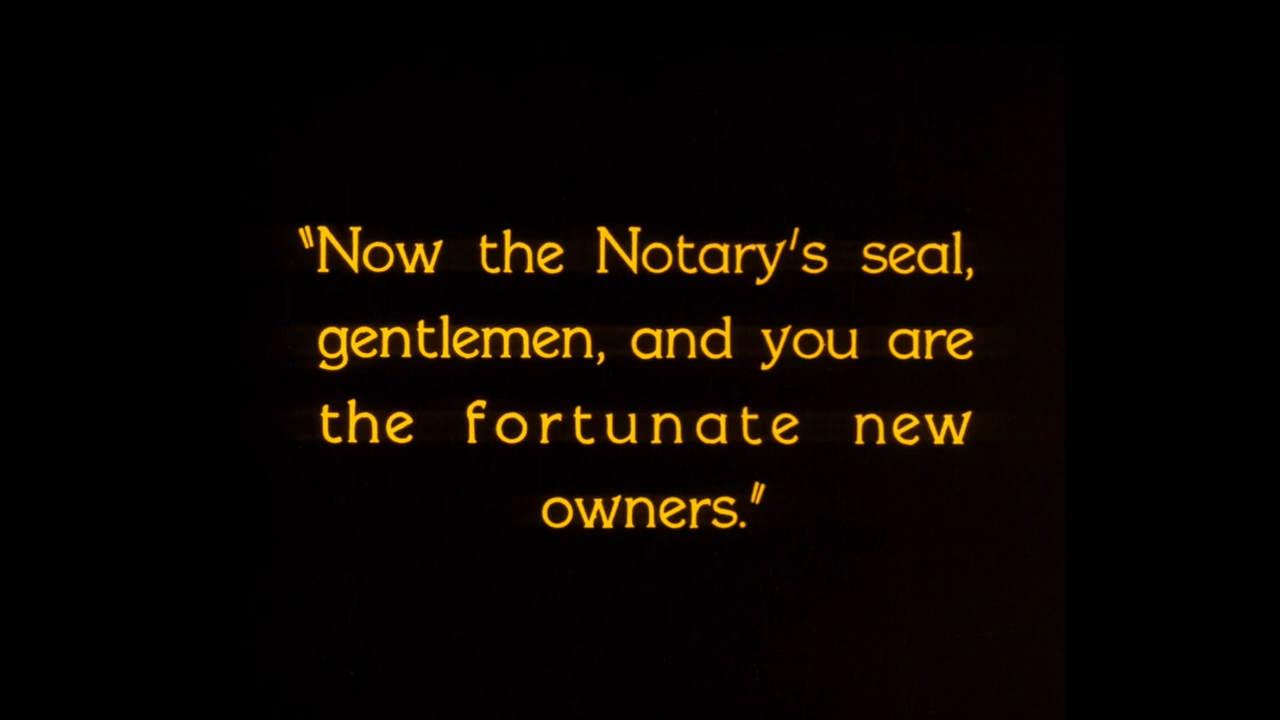 "Now the Notary's seal,
gentlemen, and you are
the fortunate new
owners."